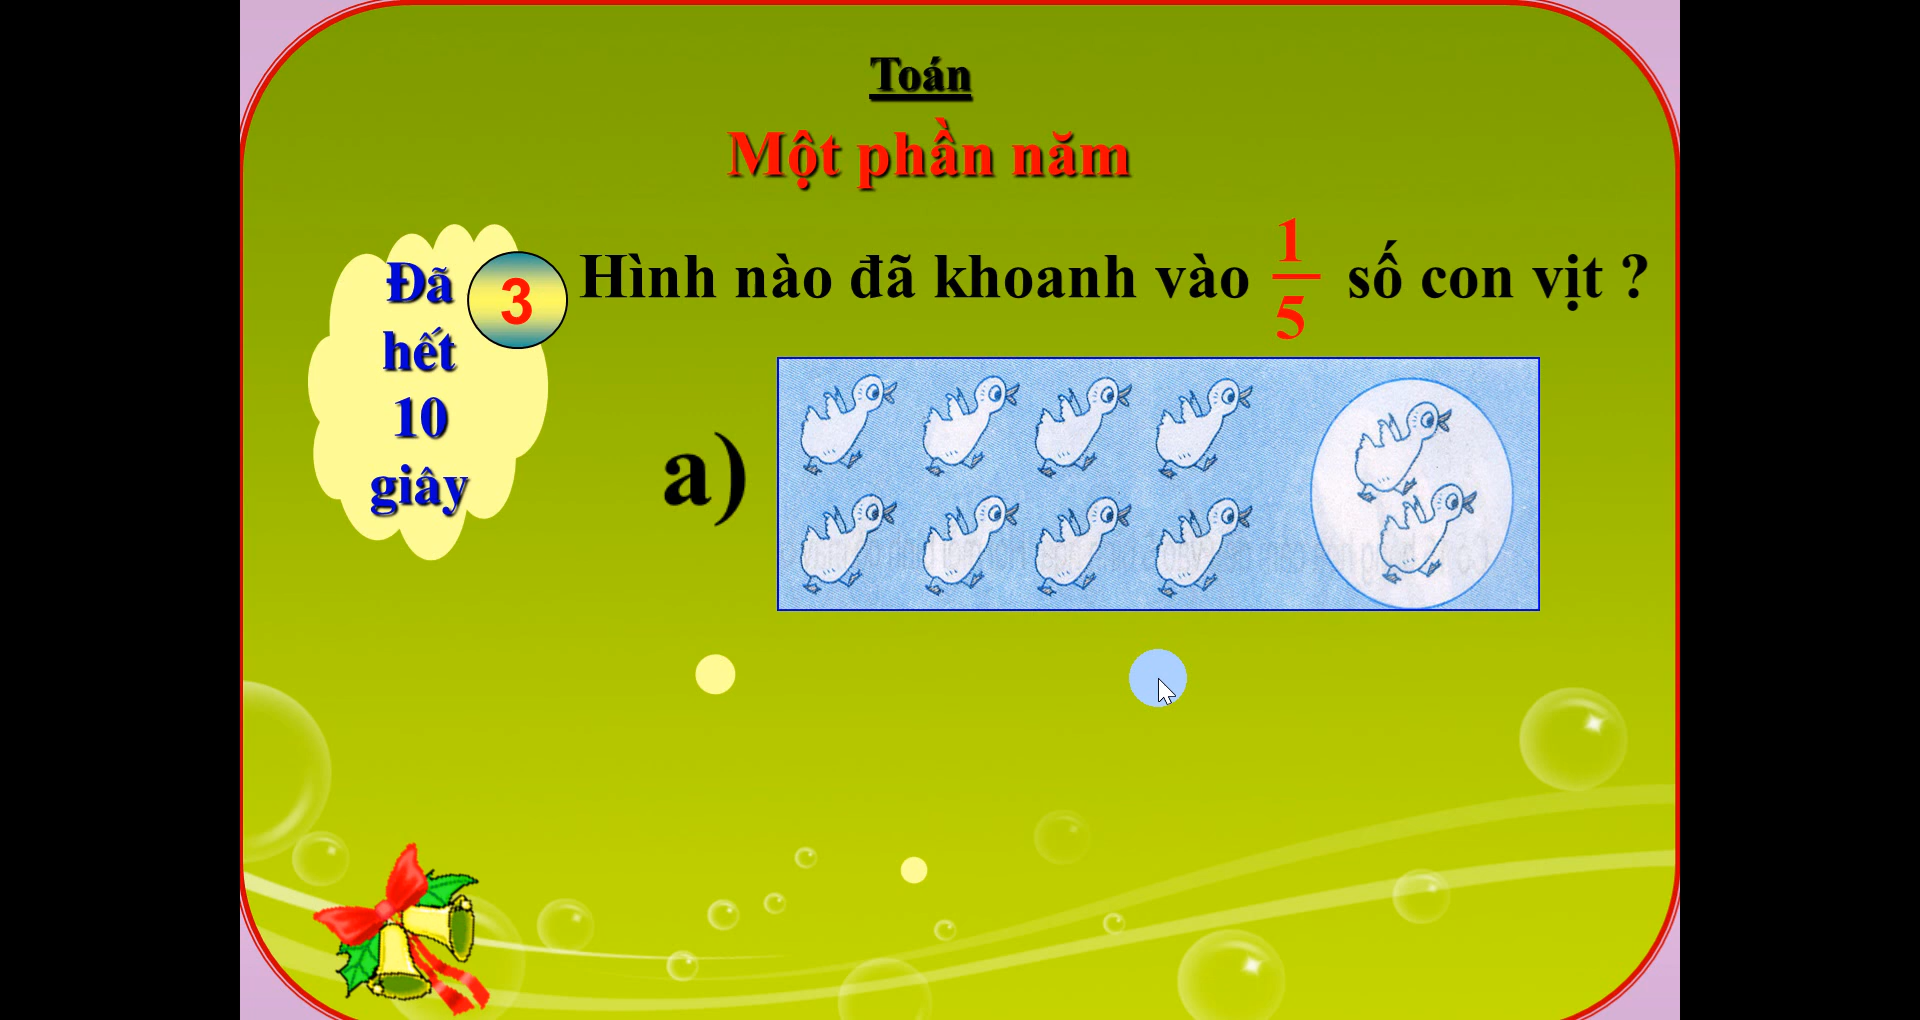 Toán
Một phần năm
Đã
hết
10
giây
3 Hình nào đã khoanh vào 1/5 số con vịt ?
a)